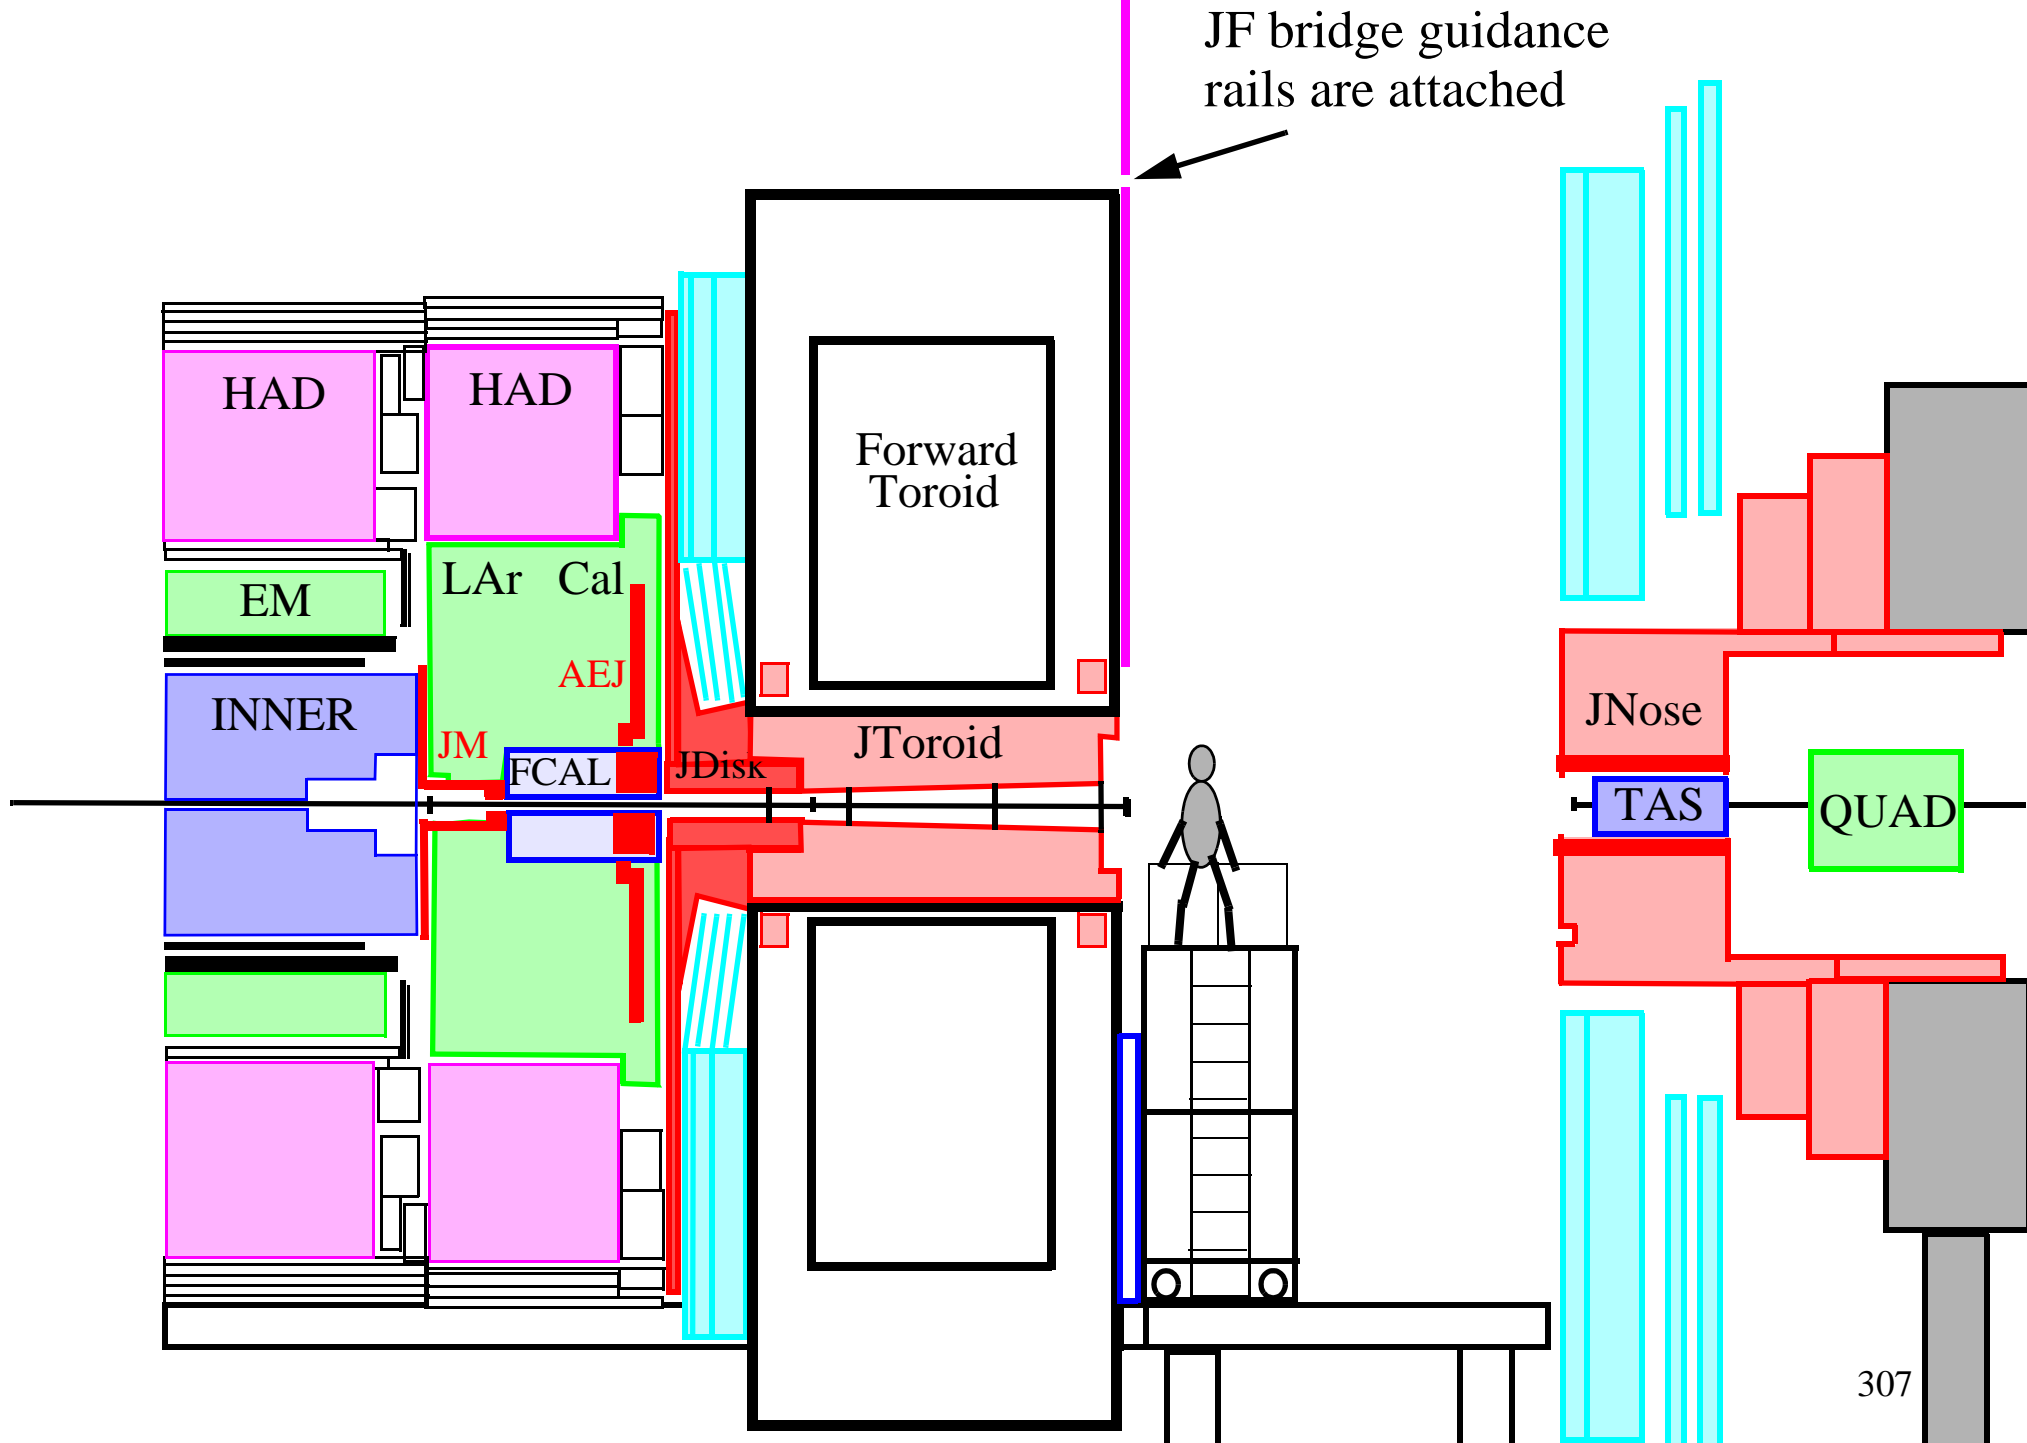 JF bridge guidance
rails are attached
HAD
HAD
Forward
Toroid
LAr Cal
EM
AEJ
INNER
JM
JNose
JToroid
FCAL
JDisk
TAS
QUAD
307